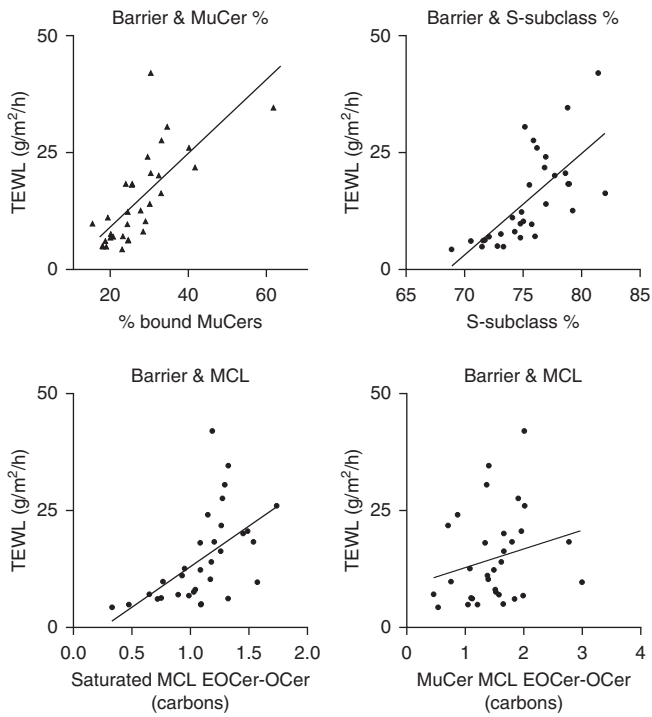 Barrier & MuCer %
50
25
0
TEWL (g/m²/h)
20
40
60
% bound MuCers
Barrier & S-subclass %
50
25
0
TEWL (g/m²/h)
65
70
75
80
85
S-subclass %
Barrier & MCL
50
25
0
TEWL (g/m²/h)
0.0
0.5
1.0
1.5
2.0
Saturated MCL EOCer-OCer
(carbons)
Barrier & MCL
50
25
0
TEWL (g/m²/h)
0
1
2
3
4
MuCer MCL EOCer-OCer
(carbons)